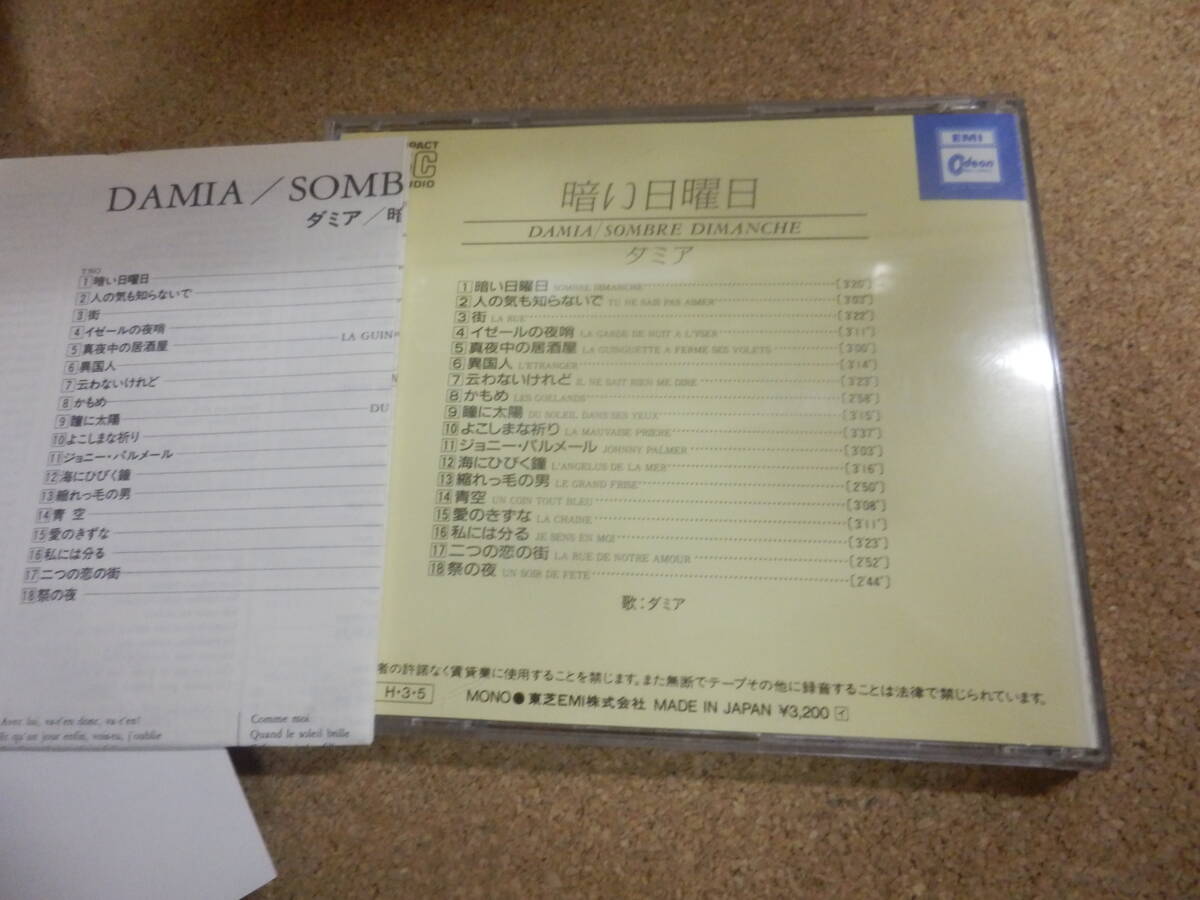 DAMIA／SOMB
ダミア／暗
TNO
1 暗い日曜日
2 人の気も知らないで
3 街
4 イゼールの夜哨
5 真夜中の居酒屋 LA GUIN
6 異国人
7 云わないけれど
8 かもめ
9 瞳に太陽 DU
10 よこしまな祈り
11 ジョニー・パルメール
12 海にひびく鐘
13 縮れっ毛の男
14 青 空
15 愛のきずな
16 私には分る
17 二つの恋の街
18 祭の夜
Avec lui, va-t'en donc, va-t'en!
Comme moi
Quand le soleil brille
EMI
Odeon
暗い日曜日
DAMIA/SOMBRE DIMANCHE
ダミア
1 暗い日曜日 SOMBRE DIMANCHE [3'20"]
2 人の気も知らないで TU NE SAIS PAS AIMER [3'03"]
3 街 LA RUE [3'22"]
4 イゼールの夜哨 LA GARDE DE NUIT A L'YSER [3'11"]
5 真夜中の居酒屋 LA GUINGUETTE A FERME SES VOLETS [3'00"]
6 異国人 L'ETRANGER [3'14"]
7 云わないけれど IL NE SAIT RIEN ME DIRE [3'23"]
8 かもめ LES GOELANDS [2'58"]
9 瞳に太陽 DU SOLEIL DANS SES YEUX [3'15"]
10 よこしまな祈り LA MAUVAISE PRIERE [3'37"]
11 ジョニー・パルメール JOHNNY PALMER [3'03"]
12 海にひびく鐘 L'ANGELUS DE LA MER [3'16"]
13 縮れっ毛の男 LE GRAND FRISE [2'50"]
14 青空 UN COIN TOUT BLEU [3'08"]
15 愛のきずな LA CHAINE [3'11"]
16 私には分る JE SENS EN MOI [3'23"]
17 二つの恋の街 LA RUE DE NOTRE AMOUR [2'52"]
18 祭の夜 UN SOIR DE FETE [2'44"]
歌：ダミア
者の許諾なく賃貸業に使用することを禁じます。また無断でテープその他に録音することは法律で禁じられています。
H・3・5 MONO● 東芝EMI株式会社 MADE IN JAPAN ¥3,200 イ